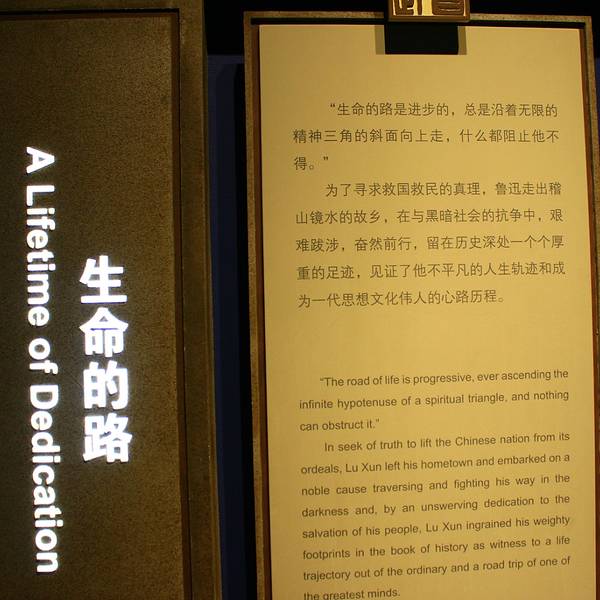 生命的路
A Lifetime of Dedication
“生命的路是进步的，总是沿着无限的
精神三角的斜面向上走，什么都阻止他不
得。”
为了寻求救国救民的真理，鲁迅走出稽
山镜水的故乡，在与黑暗社会的抗争中，艰
难跋涉，奋然前行，留在历史深处一个个厚
重的足迹，见证了他不平凡的人生轨迹和成
为一代思想文化伟人的心路历程。
“The road of life is progressive, ever ascending the
infinite hypotenuse of a spiritual triangle, and nothing
can obstruct it.”
In seek of truth to lift the Chinese nation from its
ordeals, Lu Xun left his hometown and embarked on a
noble cause traversing and fighting his way in the
darkness and, by an unswerving dedication to the
salvation of his people, Lu Xun ingrained his weighty
footprints in the book of history as witness to a life
trajectory out of the ordinary and a road trip of one of
the greatest minds.